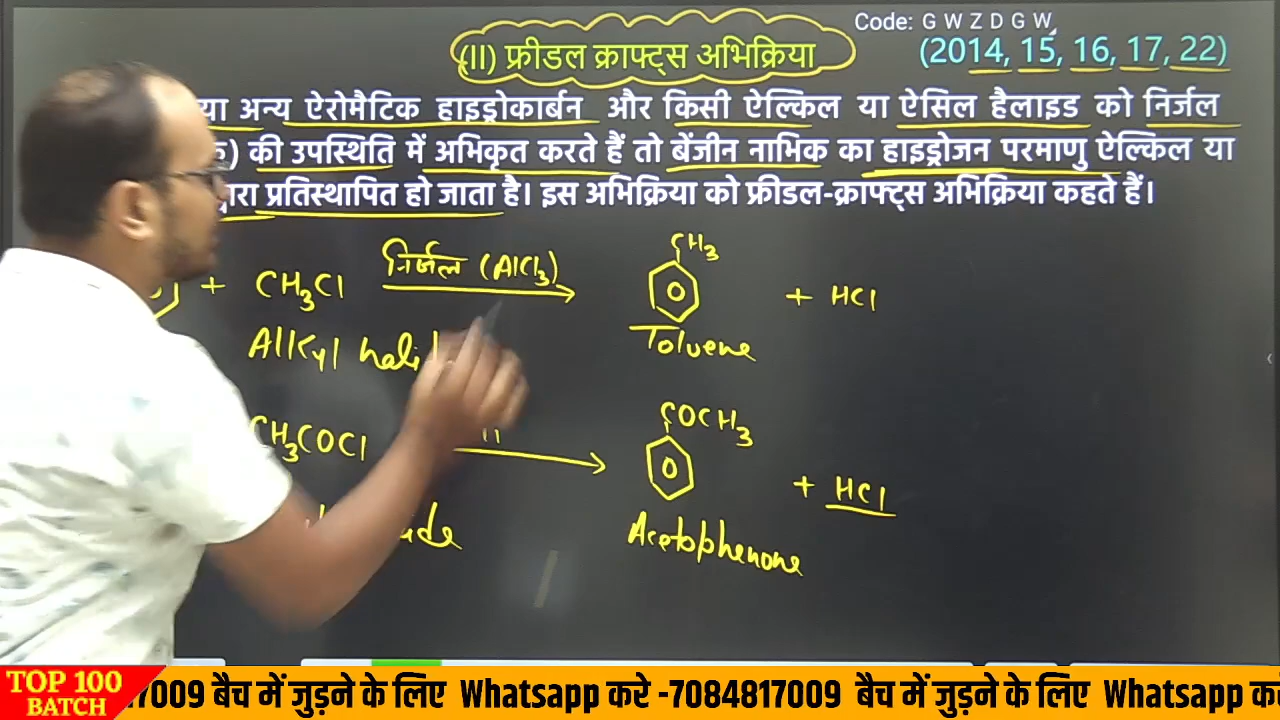 Code: G W Z D G W
(II) फ्रीडल क्राफ्ट्स अभिक्रिया
(2014, 15, 16, 17, 22)
या अन्य ऐरोमैटिक हाइड्रोकार्बन और किसी ऐल्किल या ऐसिल हैलाइड को निर्जल
की उपस्थिति में अभिकृत करते हैं तो बेंजीन नाभिक का हाइड्रोजन परमाणु ऐल्किल या
प्रतिस्थापित हो जाता है। इस अभिक्रिया को फ्रीडल-क्राफ्ट्स अभिक्रिया कहते हैं।
+ CH3Cl निर्जल (AlCl3) CH3 + HCl
Alkyl Toluene
CH3COCl 11 COCH3 + HCl
Acetophenone
TOP 100
BATCH
7009 बैच में जुड़ने के लिए Whatsapp करे -7084817009 बैच में जुड़ने के लिए Whatsapp